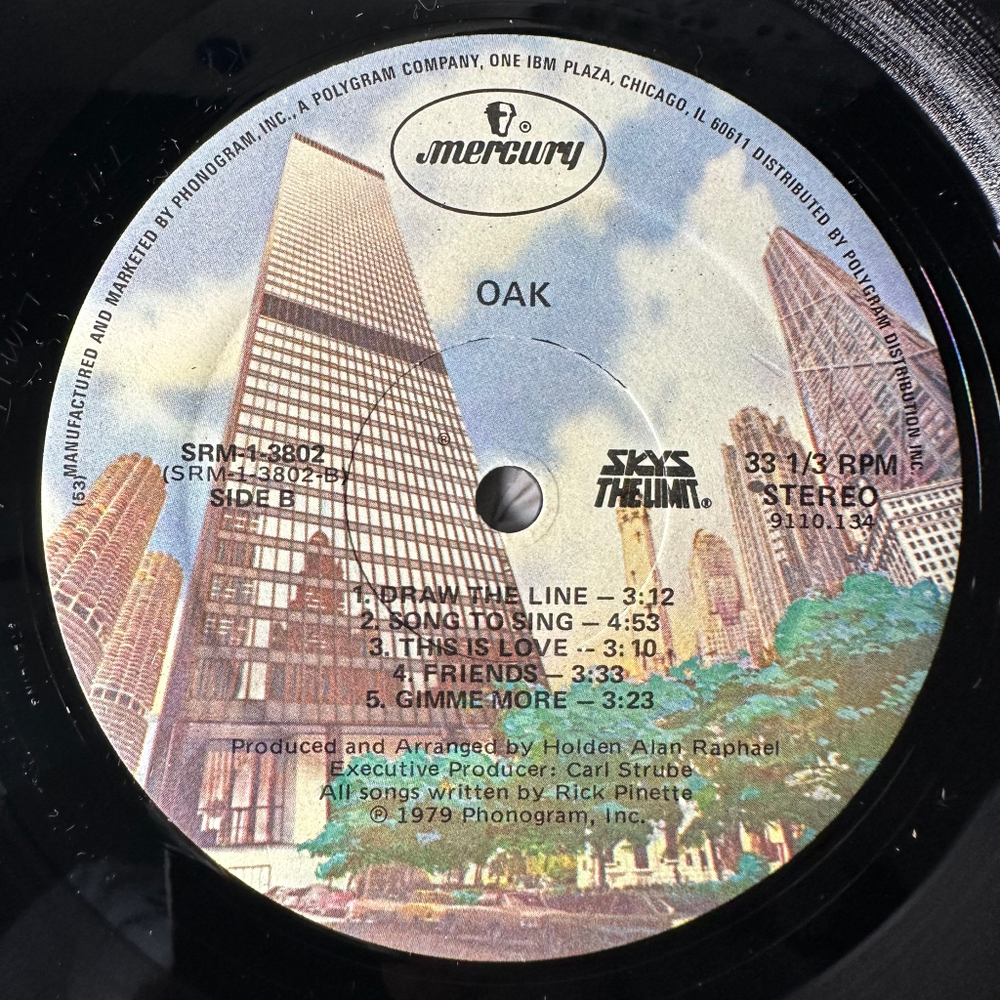 (53) MANUFACTURED AND MARKETED BY PHONOGRAM, INC., A POLYGRAM COMPANY, ONE IBM PLAZA, CHICAGO, IL 60611 DISTRIBUTED BY POLYGRAM DISTRIBUTION, INC.
mercury ®
OAK
®
SRM-1-3802
(SRM-1-3802-B)
SIDE B
SKY'S
THE LIMIT®
33 1/3 RPM
STEREO
9110.134
1. DRAW THE LINE – 3:12
2. SONG TO SING – 4:53
3. THIS IS LOVE -- 3:10
4. FRIENDS – 3:33
5. GIMME MORE – 3:23
Produced and Arranged by Holden Alan Raphael
Executive Producer: Carl Strube
All songs written by Rick Pinette
℗ 1979 Phonogram, Inc.